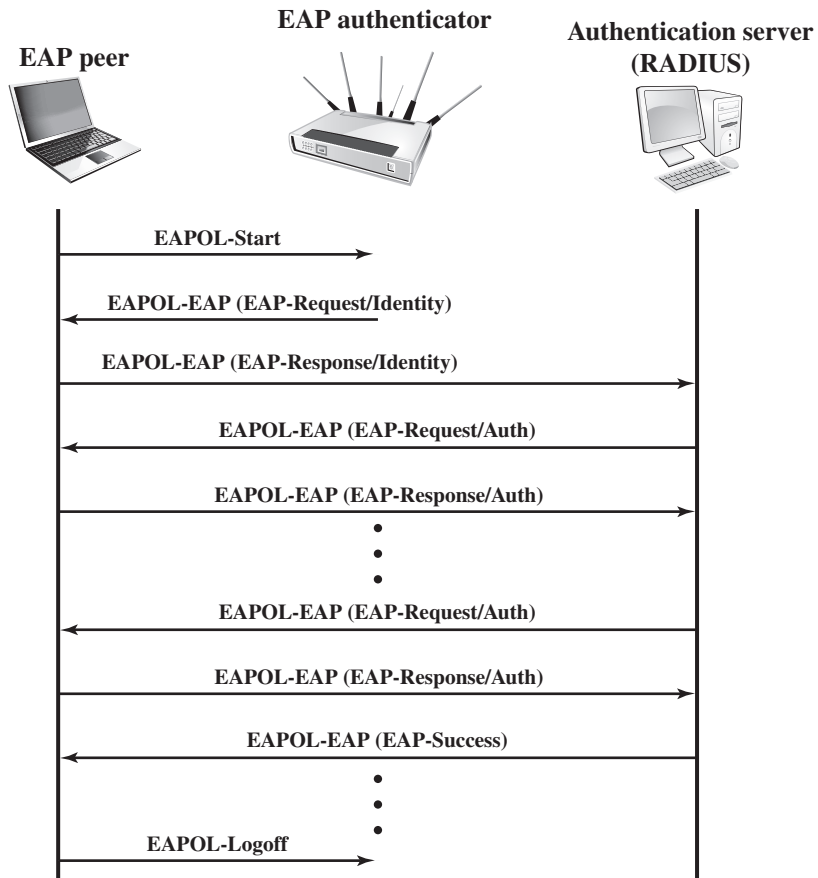 EAP peer
EAP authenticator
Authentication server
(RADIUS)
EAPOL-Start
EAPOL-EAP (EAP-Request/Identity)
EAPOL-EAP (EAP-Response/Identity)
EAPOL-EAP (EAP-Request/Auth)
EAPOL-EAP (EAP-Response/Auth)
EAPOL-EAP (EAP-Request/Auth)
EAPOL-EAP (EAP-Response/Auth)
EAPOL-EAP (EAP-Success)
EAPOL-Logoff